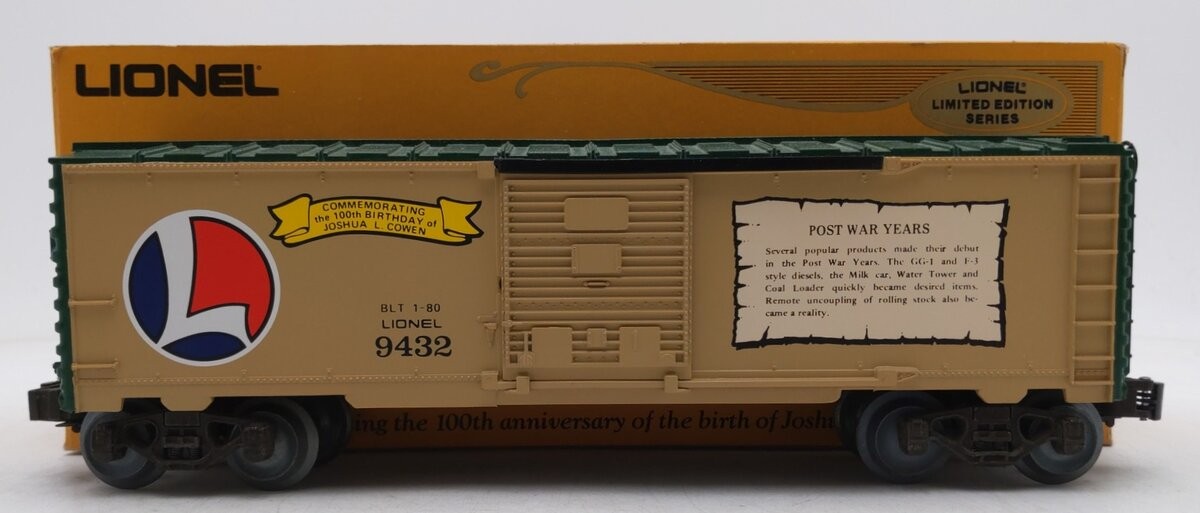 LIONEL
LIONEL
LIMITED EDITION
SERIES
COMMEMORATING
the 100th BIRTHDAY of
JOSHUA L. COWEN
BLT 1-80
LIONEL
9432
POST WAR YEARS
Several popular products made their debut
in the Post War Years. The GG-1 and F-3
style diesels, the Milk car, Water Tower and
Coal Loader quickly became desired items.
Remote uncoupling of rolling stock also be-
came a reality.
ing the 100th anniversary of the birth of Joshu